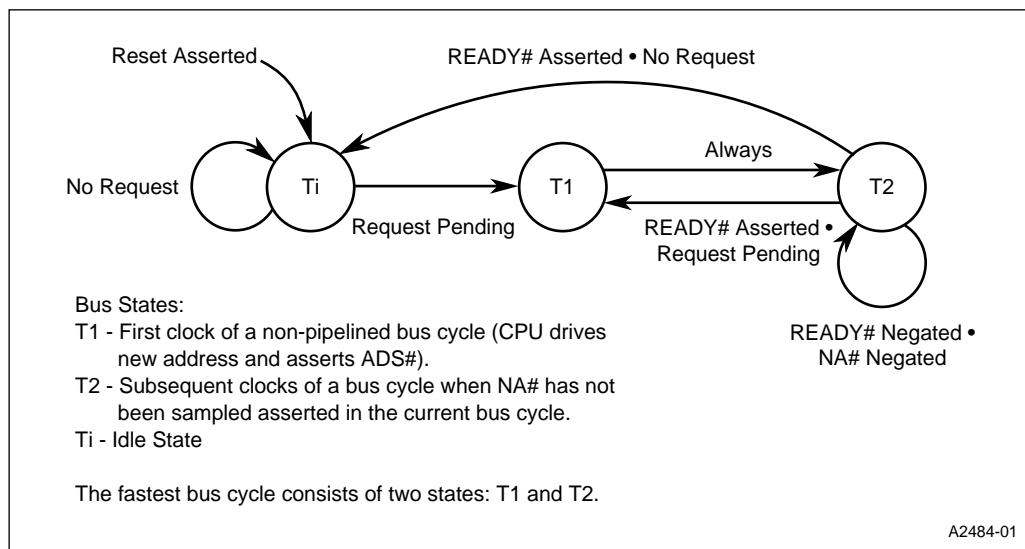 Reset Asserted
READY# Asserted • No Request
No Request
Ti
Request Pending
T1
Always
READY# Asserted •
Request Pending
T2
READY# Negated •
NA# Negated
Bus States:
T1 - First clock of a non-pipelined bus cycle (CPU drives
new address and asserts ADS#).
T2 - Subsequent clocks of a bus cycle when NA# has not
been sampled asserted in the current bus cycle.
Ti - Idle State
The fastest bus cycle consists of two states: T1 and T2.
A2484-01